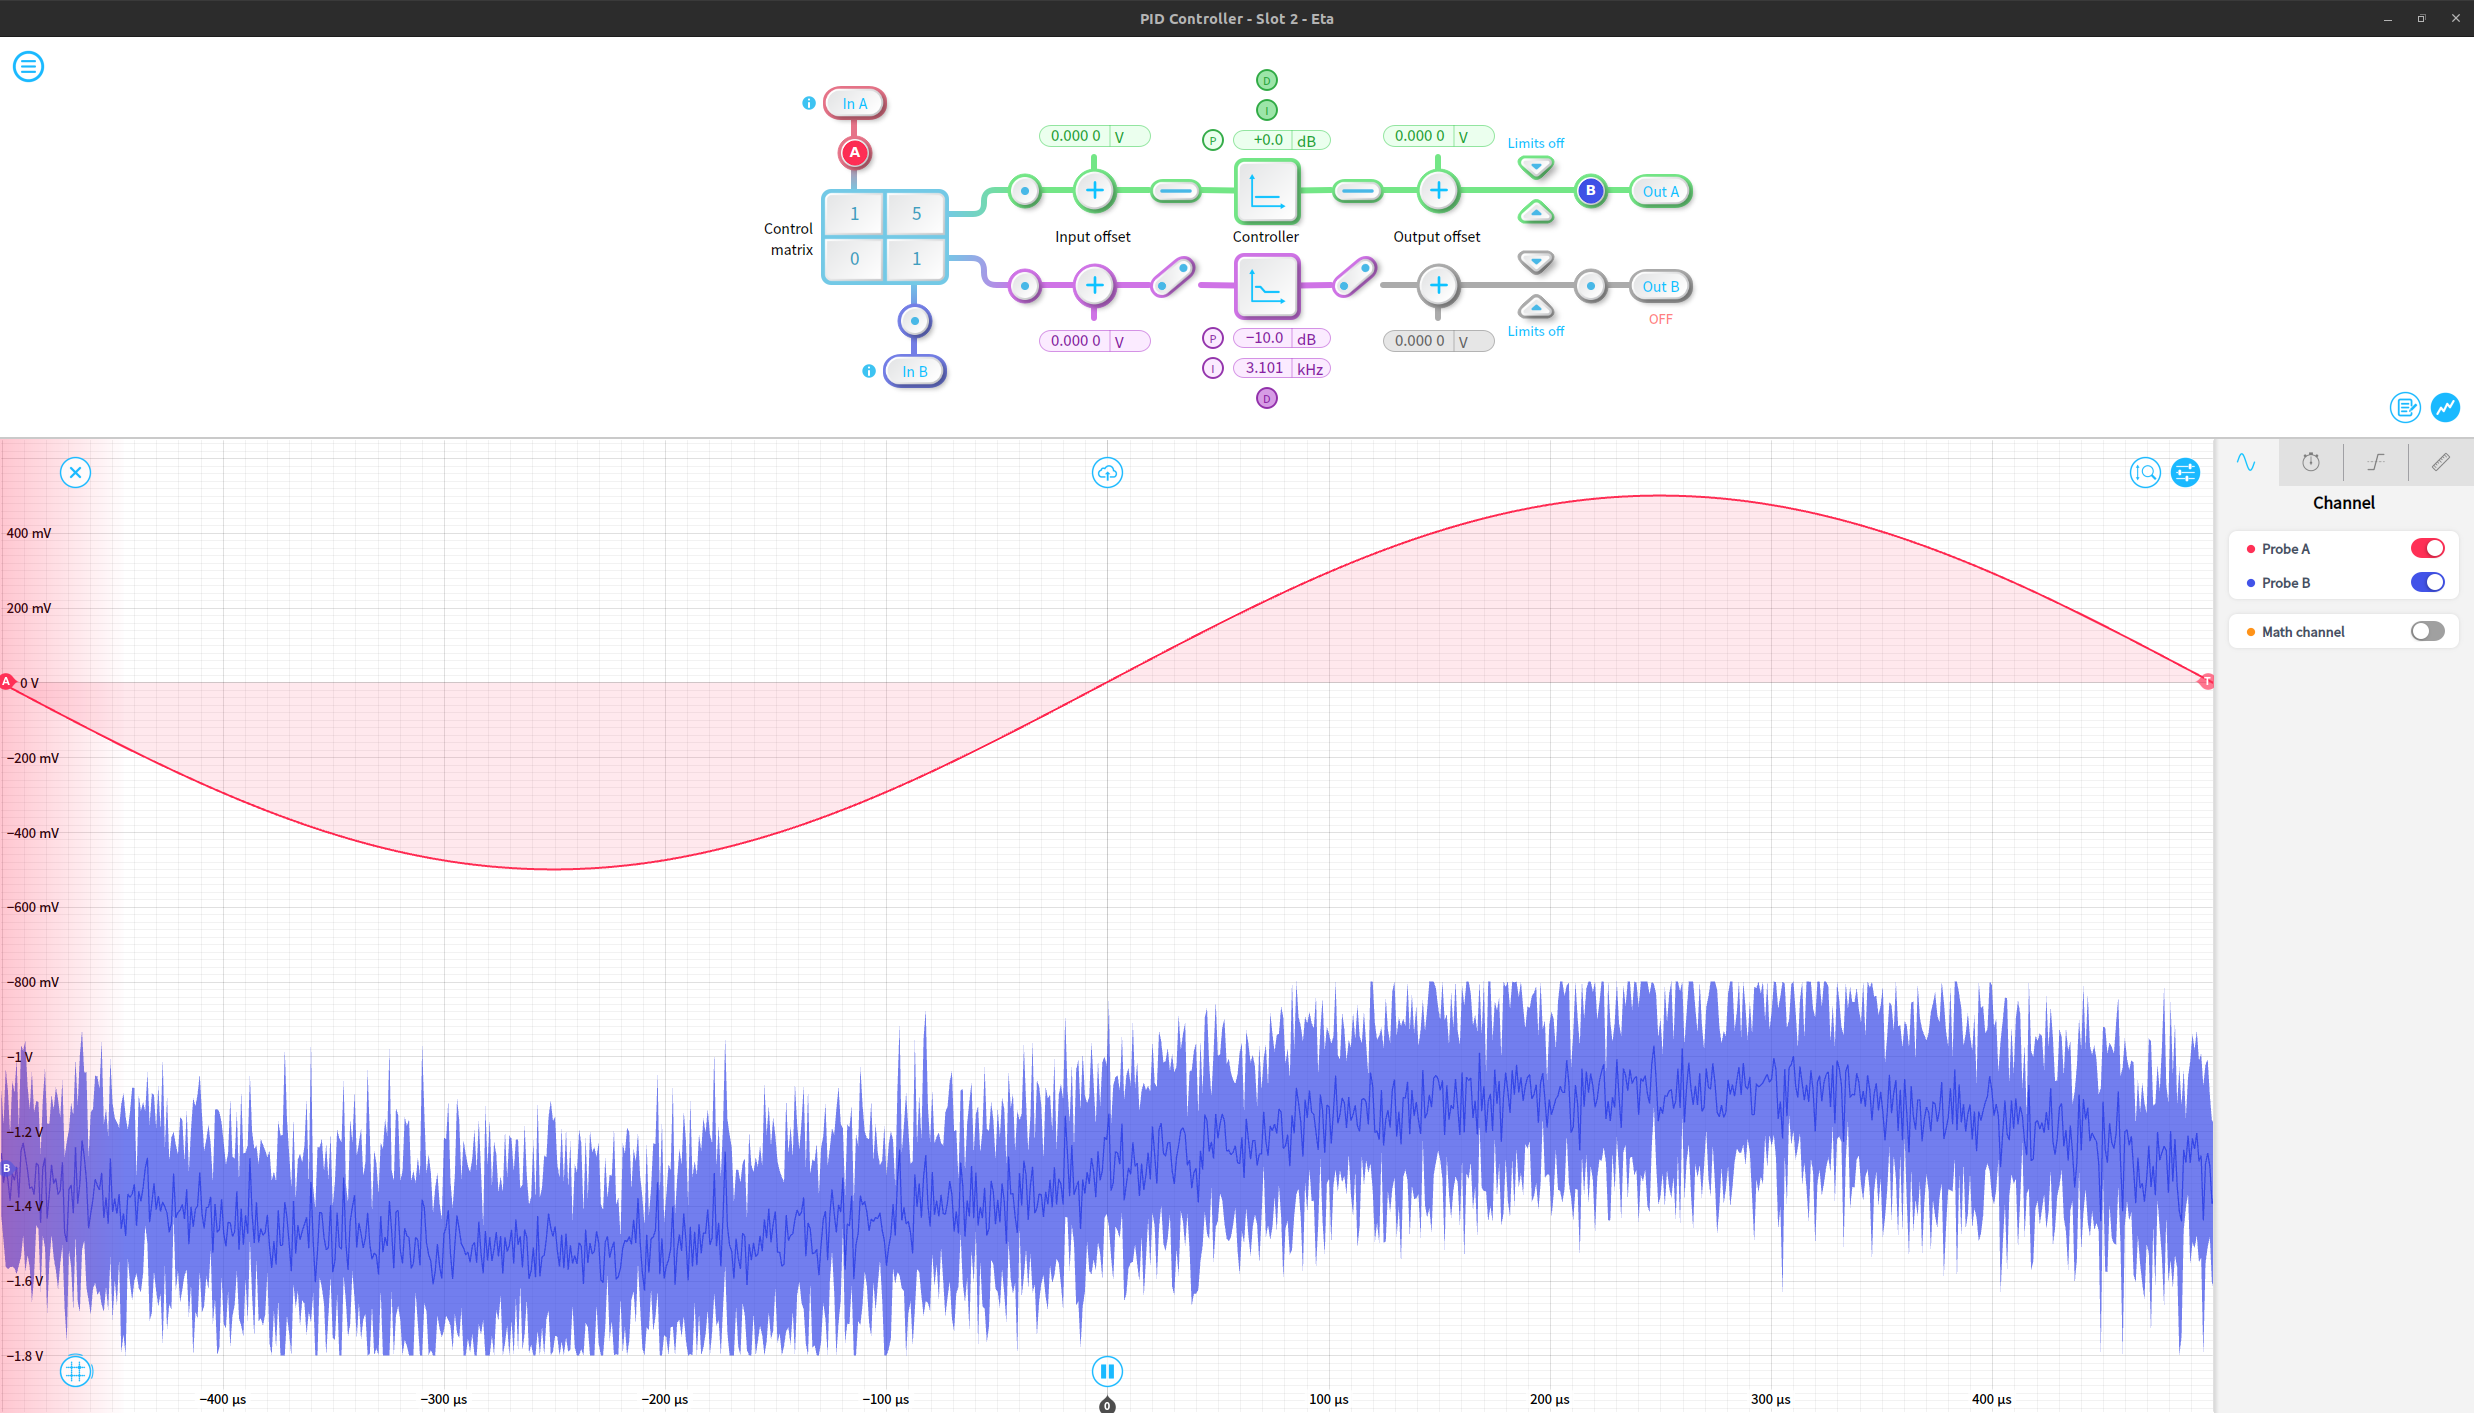 PID Controller - Slot 2 - Eta
D
I
In A
P +0.0 dB
0.000 0 V
0.000 0 V
Limits off
A
B
Out A
1 5
0 1
Control
matrix
Input offset
Controller
Output offset
Out B
OFF
Limits off
0.000 0 V
P −10.0 dB
0.000 0 V
I 3.101 kHz
In B
D
Channel
Probe A
Probe B
Math channel
400 mV
200 mV
A 0 V
T
−200 mV
−400 mV
−600 mV
−800 mV
−1 V
−1.2 V
B
−1.4 V
−1.6 V
−1.8 V
−400 µs −300 µs −200 µs −100 µs 0 100 µs 200 µs 300 µs 400 µs